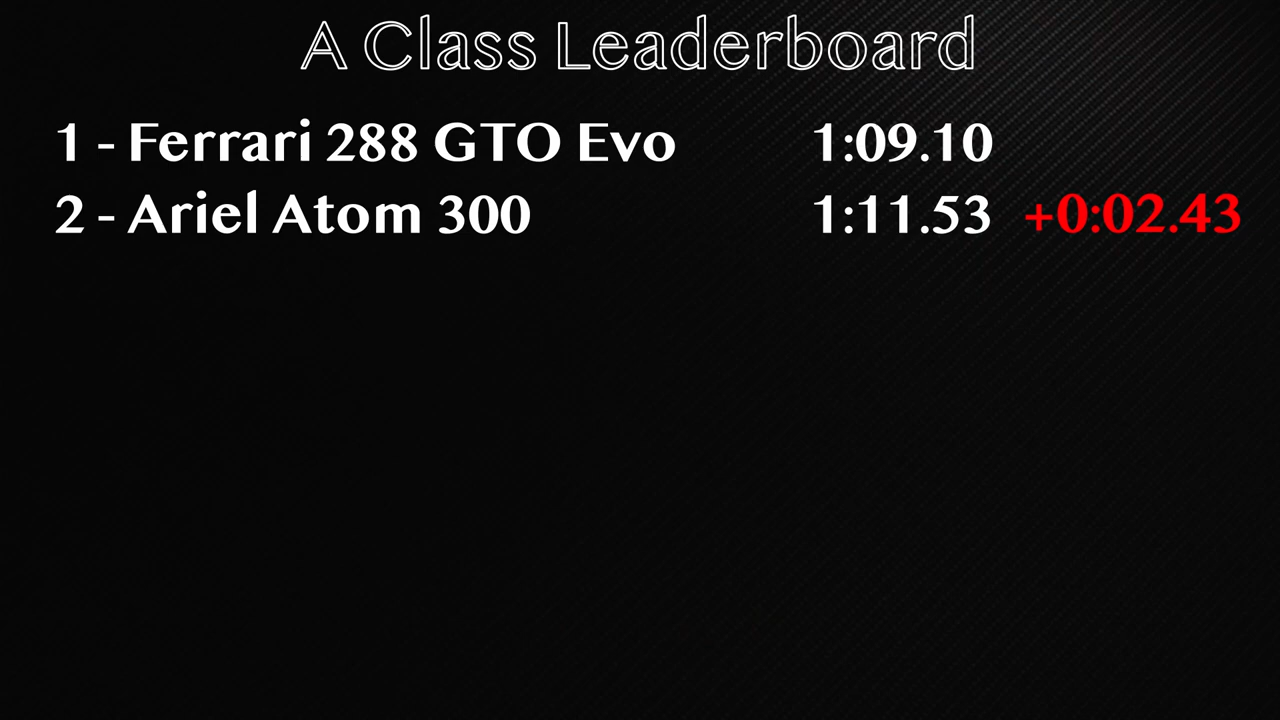 A Class Leaderboard
1 - Ferrari 288 GTO Evo 1:09.10
2 - Ariel Atom 300 1:11.53 +0:02.43